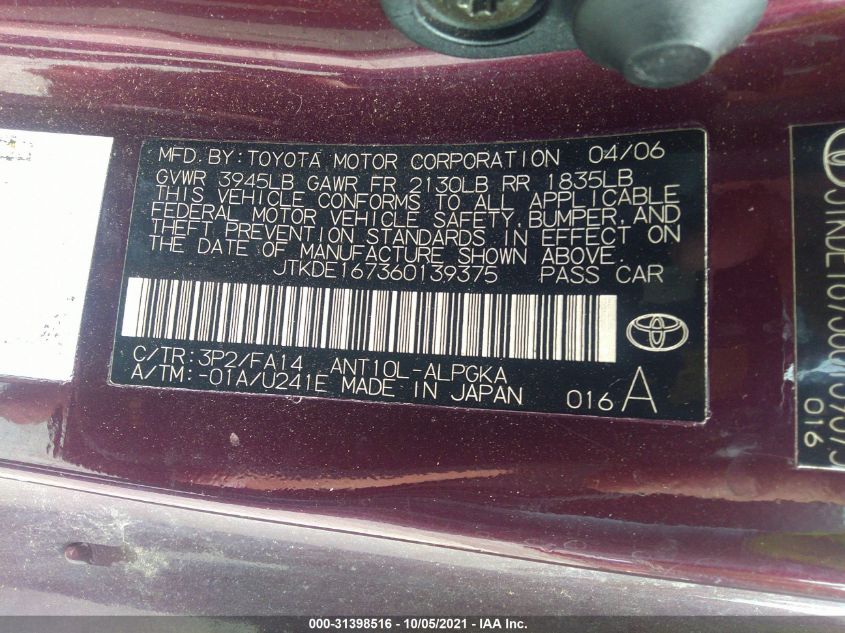 MFD. BY: TOYOTA MOTOR CORPORATION 04/06
GVWR 3945LB GAWR FR 2130LB RR 1835LB
THIS VEHICLE CONFORMS TO ALL APPLICABLE
FEDERAL MOTOR VEHICLE SAFETY, BUMPER, AND
THEFT PREVENTION STANDARDS IN EFFECT ON
THE DATE OF MANUFACTURE SHOWN ABOVE.
JTKDE167360139375 PASS CAR
C/TR: 3P2/FA14 ANT10L-ALPGKA
A/TM: -01A/U241E MADE IN JAPAN 016 A
016
000-31398516 - 10/05/2021 - IAA Inc.